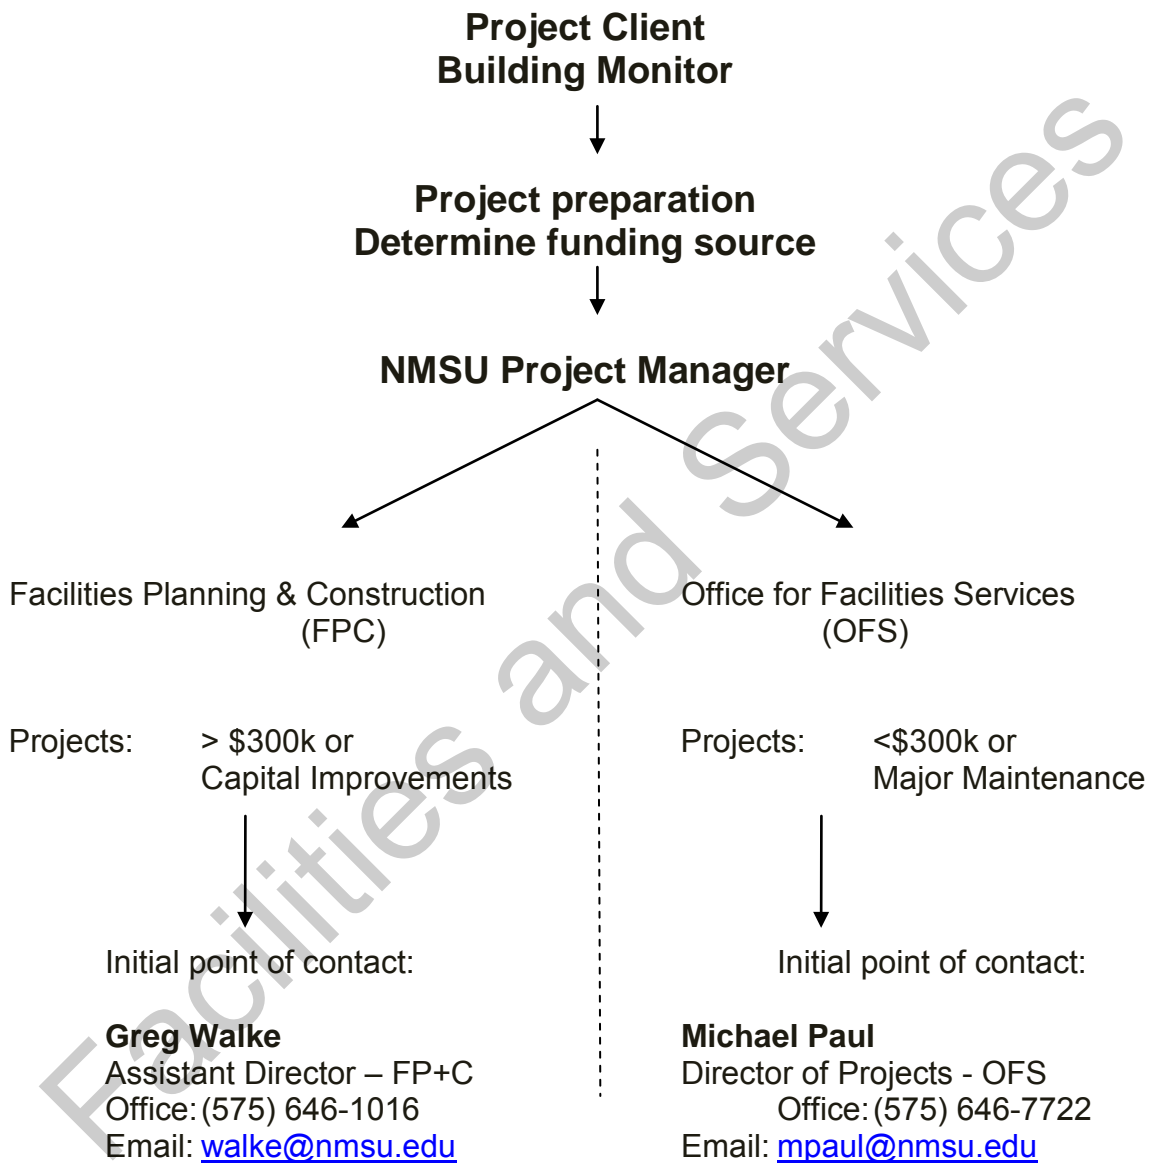 Project Client
Building Monitor
Project preparation
Determine funding source
NMSU Project Manager
Facilities Planning & Construction
(FPC)
Projects: > $300k or
Capital Improvements
Initial point of contact:
Greg Walke
Assistant Director – FP+C
Office: (575) 646-1016
Email: walke@nmsu.edu
Office for Facilities Services
(OFS)
Projects: <$300k or
Major Maintenance
Initial point of contact:
Michael Paul
Director of Projects - OFS
Office: (575) 646-7722
Email: mpaul@nmsu.edu
Facilities and Services